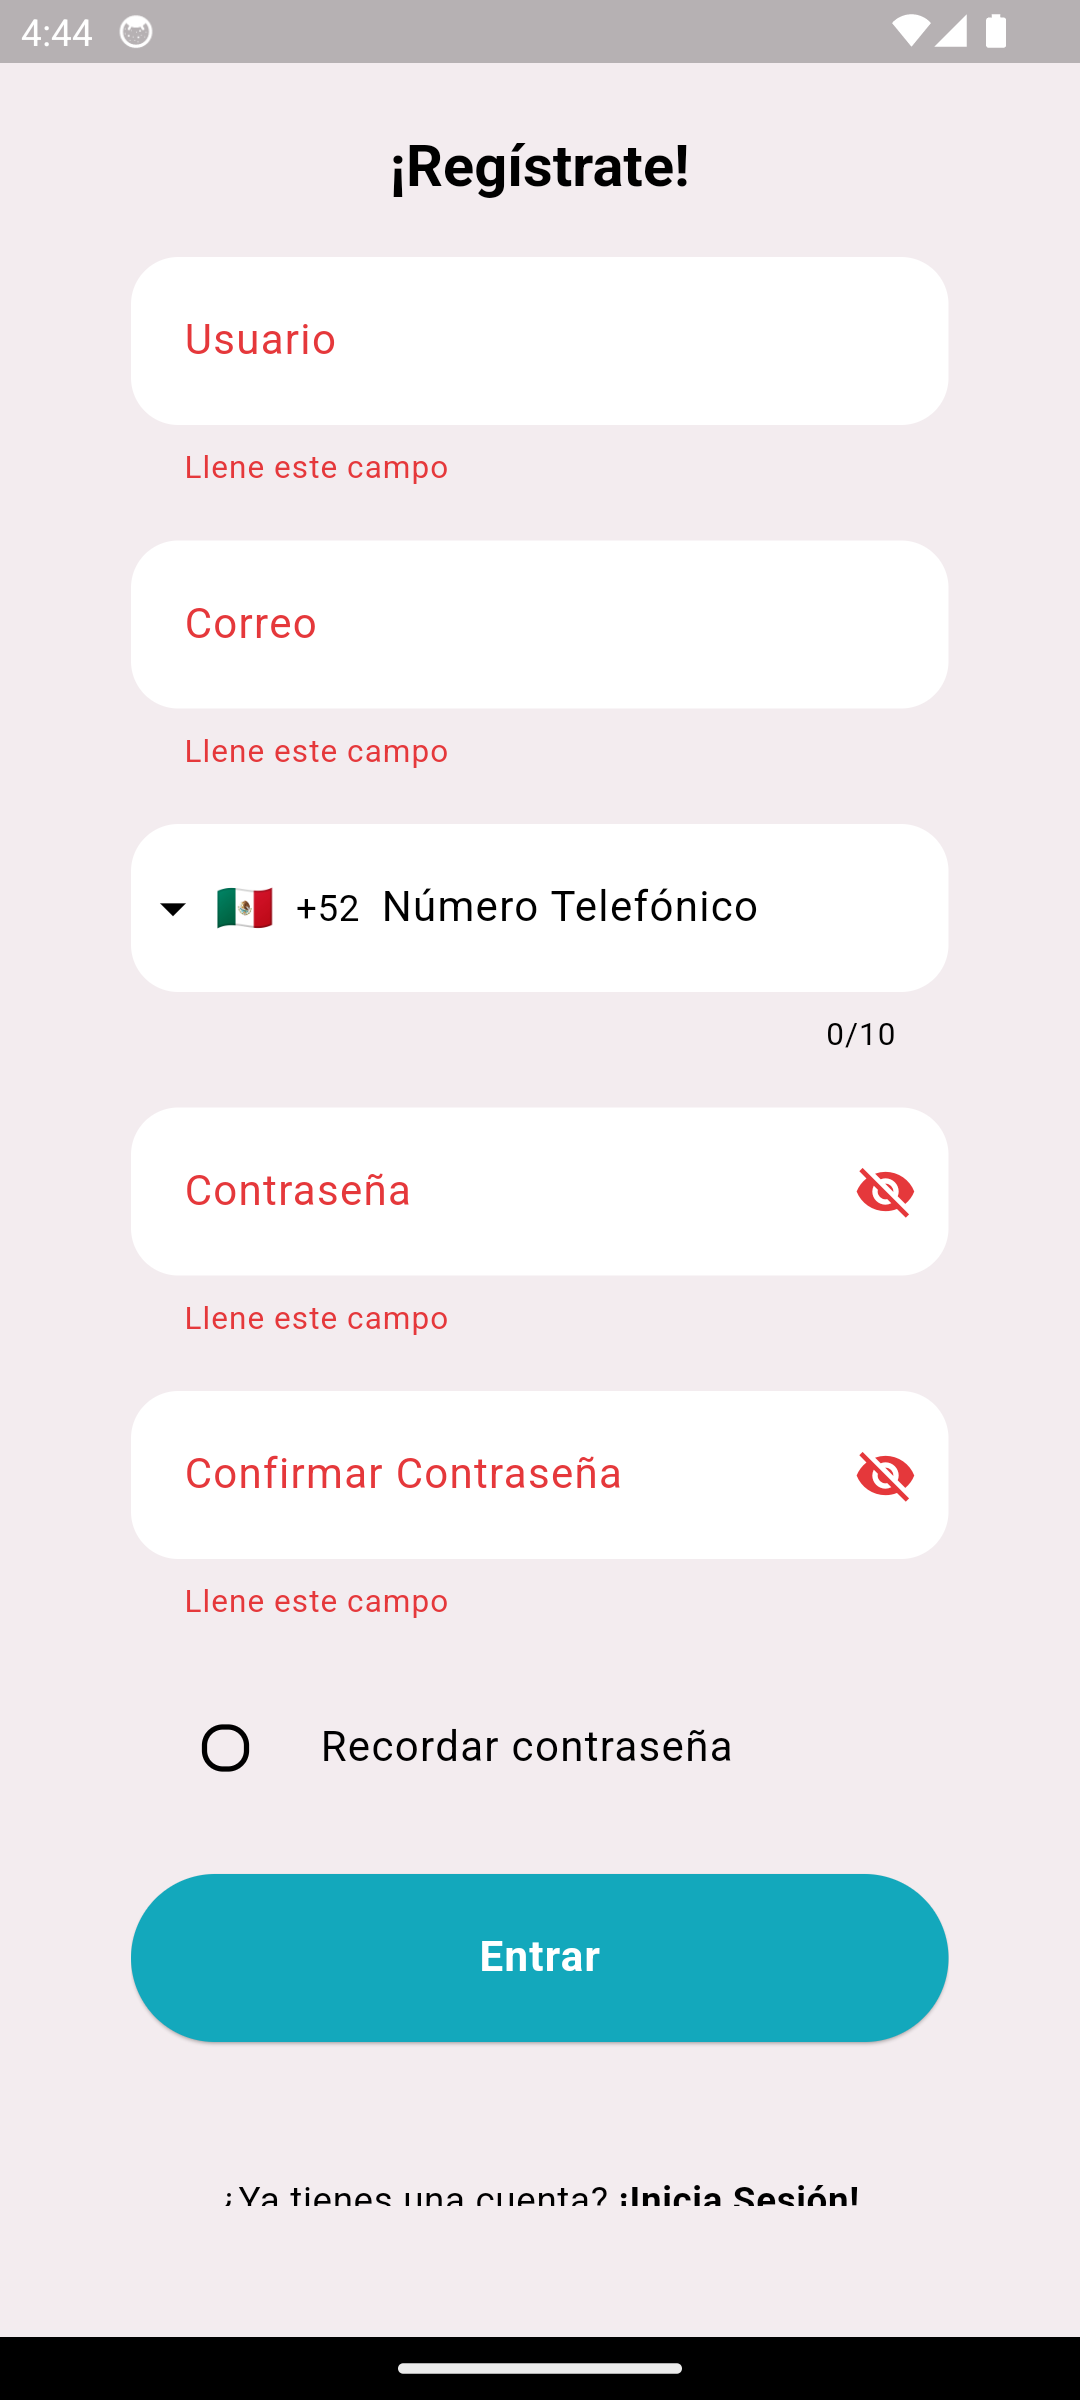 4:44
¡Regístrate!
Usuario
Llene este campo
Correo
Llene este campo
+52 Número Telefónico
0/10
Contraseña
Llene este campo
Confirmar Contraseña
Llene este campo
Recordar contraseña
Entrar
¿Ya tienes una cuenta? ¡Inicia Sesión!